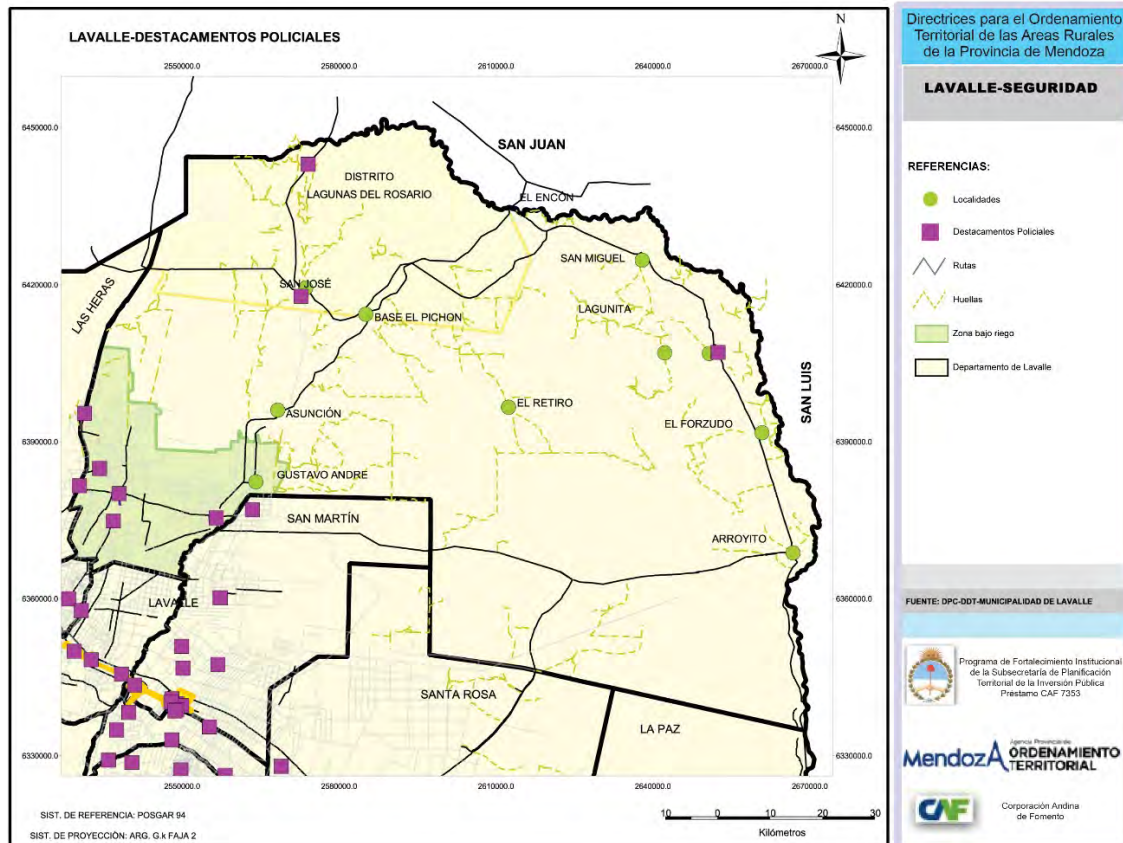 LAVALLE-DESTACAMENTOS POLICIALES
N
2550000.0
2580000.0
2610000.0
2640000.0
2670000.0
6450000.0
6450000.0
SAN JUAN
DISTRITO
LAGUNAS DEL ROSARIO
EL ENCÓN
SAN MIGUEL
LAS HERAS
SAN JOSÉ
6420000.0
6420000.0
LAGUNITA
BASE EL PICHON
SAN LUIS
EL RETIRO
ASUNCIÓN
EL FORZUDO
6390000.0
6390000.0
GUSTAVO ANDRE
SAN MARTÍN
ARROYITO
LAVALLE
6360000.0
6360000.0
SANTA ROSA
LA PAZ
6330000.0
6330000.0
2550000.0
2580000.0
2610000.0
2640000.0
2670000.0
SIST. DE REFERENCIA: POSGAR 94
SIST. DE PROYECCIÓN: ARG. G.k FAJA 2
10 0 10 20 30
Kilómetros
Directrices para el Ordenamiento
Territorial de las Areas Rurales
de la Provincia de Mendoza
LAVALLE-SEGURIDAD
REFERENCIAS:
Localidades
Destacamentos Policiales
Rutas
Huellas
Zona bajo riego
Departamento de Lavalle
FUENTE: DPC-DDT-MUNICIPALIDAD DE LAVALLE
Programa de Fortalecimiento Institucional
de la Subsecretaría de Planificación
Territorial de la Inversión Pública
Préstamo CAF 7353
MendozA
Agencia Provincial de
ORDENAMIENTO
TERRITORIAL
CAF
Corporación Andina
de Fomento